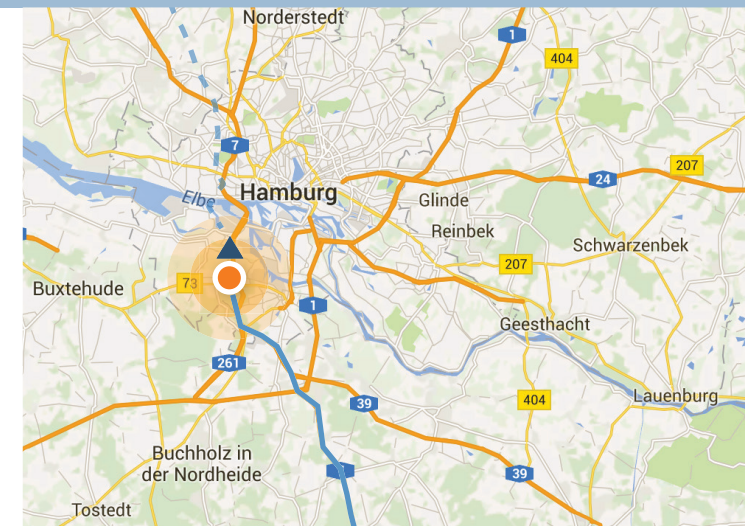 Norderstedt
1
404
7
207
24
Elbe
Hamburg
Glinde
Reinbek
Schwarzenbek
207
73
Buxtehude
1
Geesthacht
261
39
404
Lauenburg
Buchholz in
der Nordheide
39
Tostedt